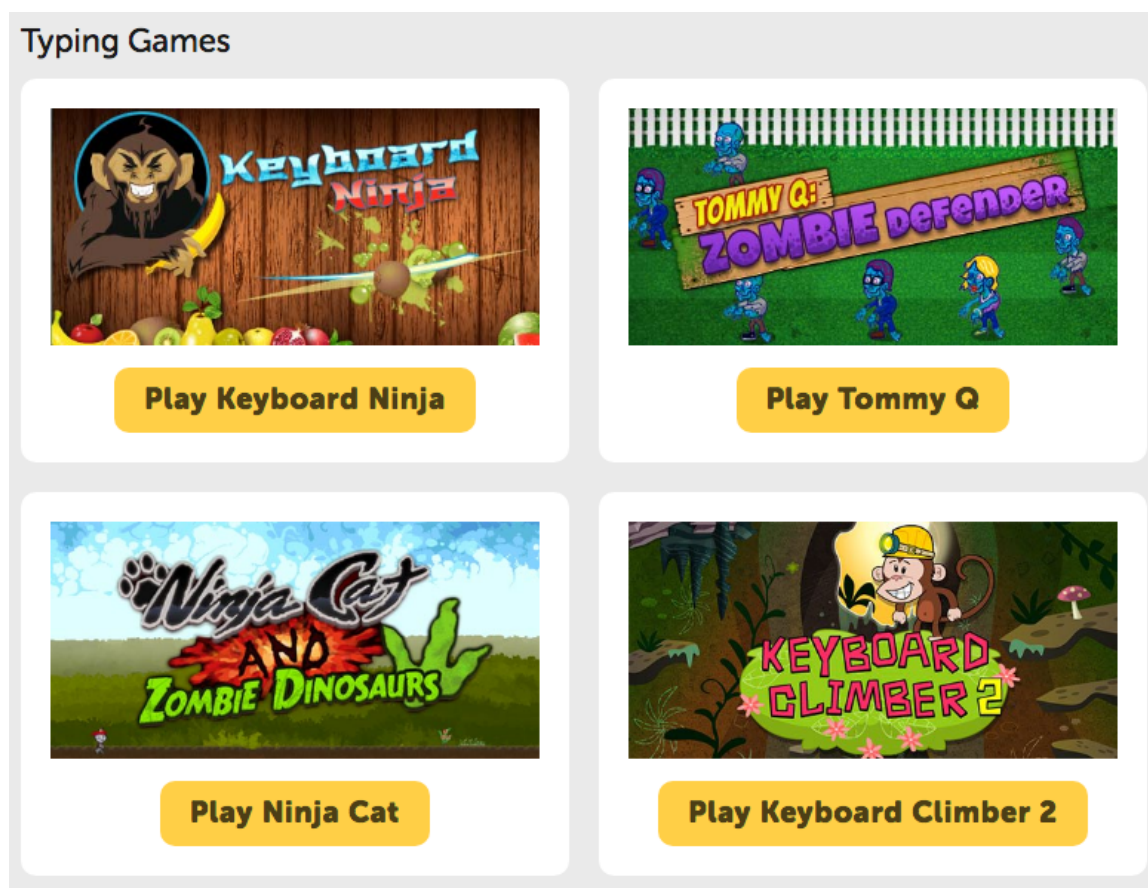 Typing Games
Keyboard
Ninja
Play Keyboard Ninja
TOMMY Q:
ZOMBIE DEFENDER
Play Tommy Q
Ninja Cat
AND
ZOMBIE DINOSAURS
Play Ninja Cat
KEYBOARD
CLIMBER 2
Play Keyboard Climber 2